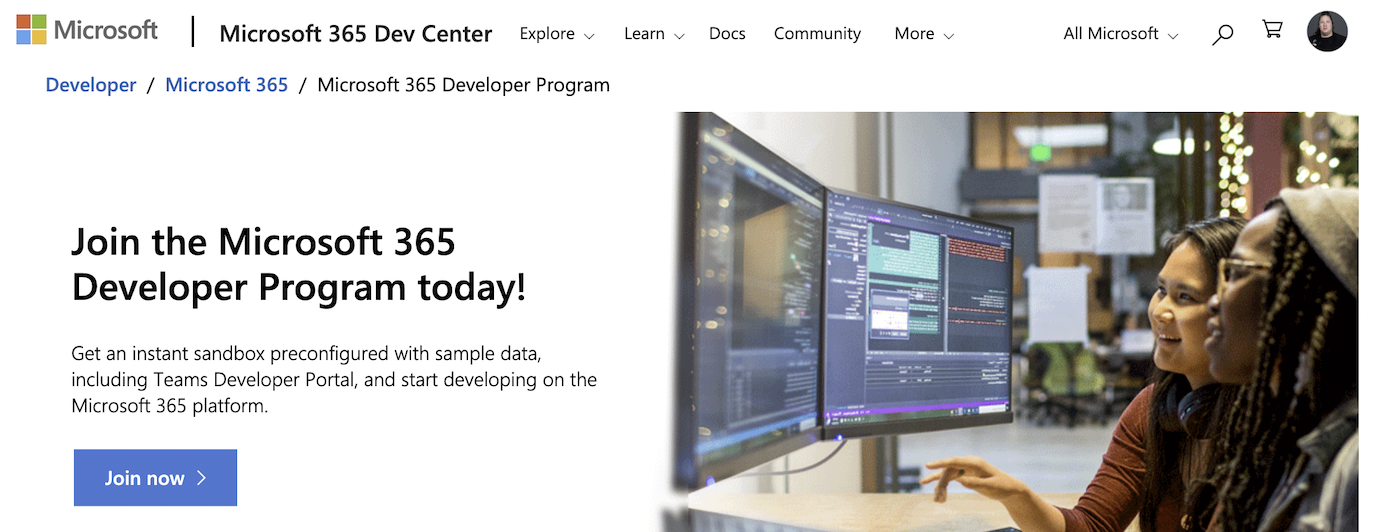 Microsoft
Microsoft 365 Dev Center
Explore
Learn
Docs
Community
More
All Microsoft
Developer / Microsoft 365 / Microsoft 365 Developer Program
Join the Microsoft 365
Developer Program today!
Get an instant sandbox preconfigured with sample data,
including Teams Developer Portal, and start developing on the
Microsoft 365 platform.
Join now